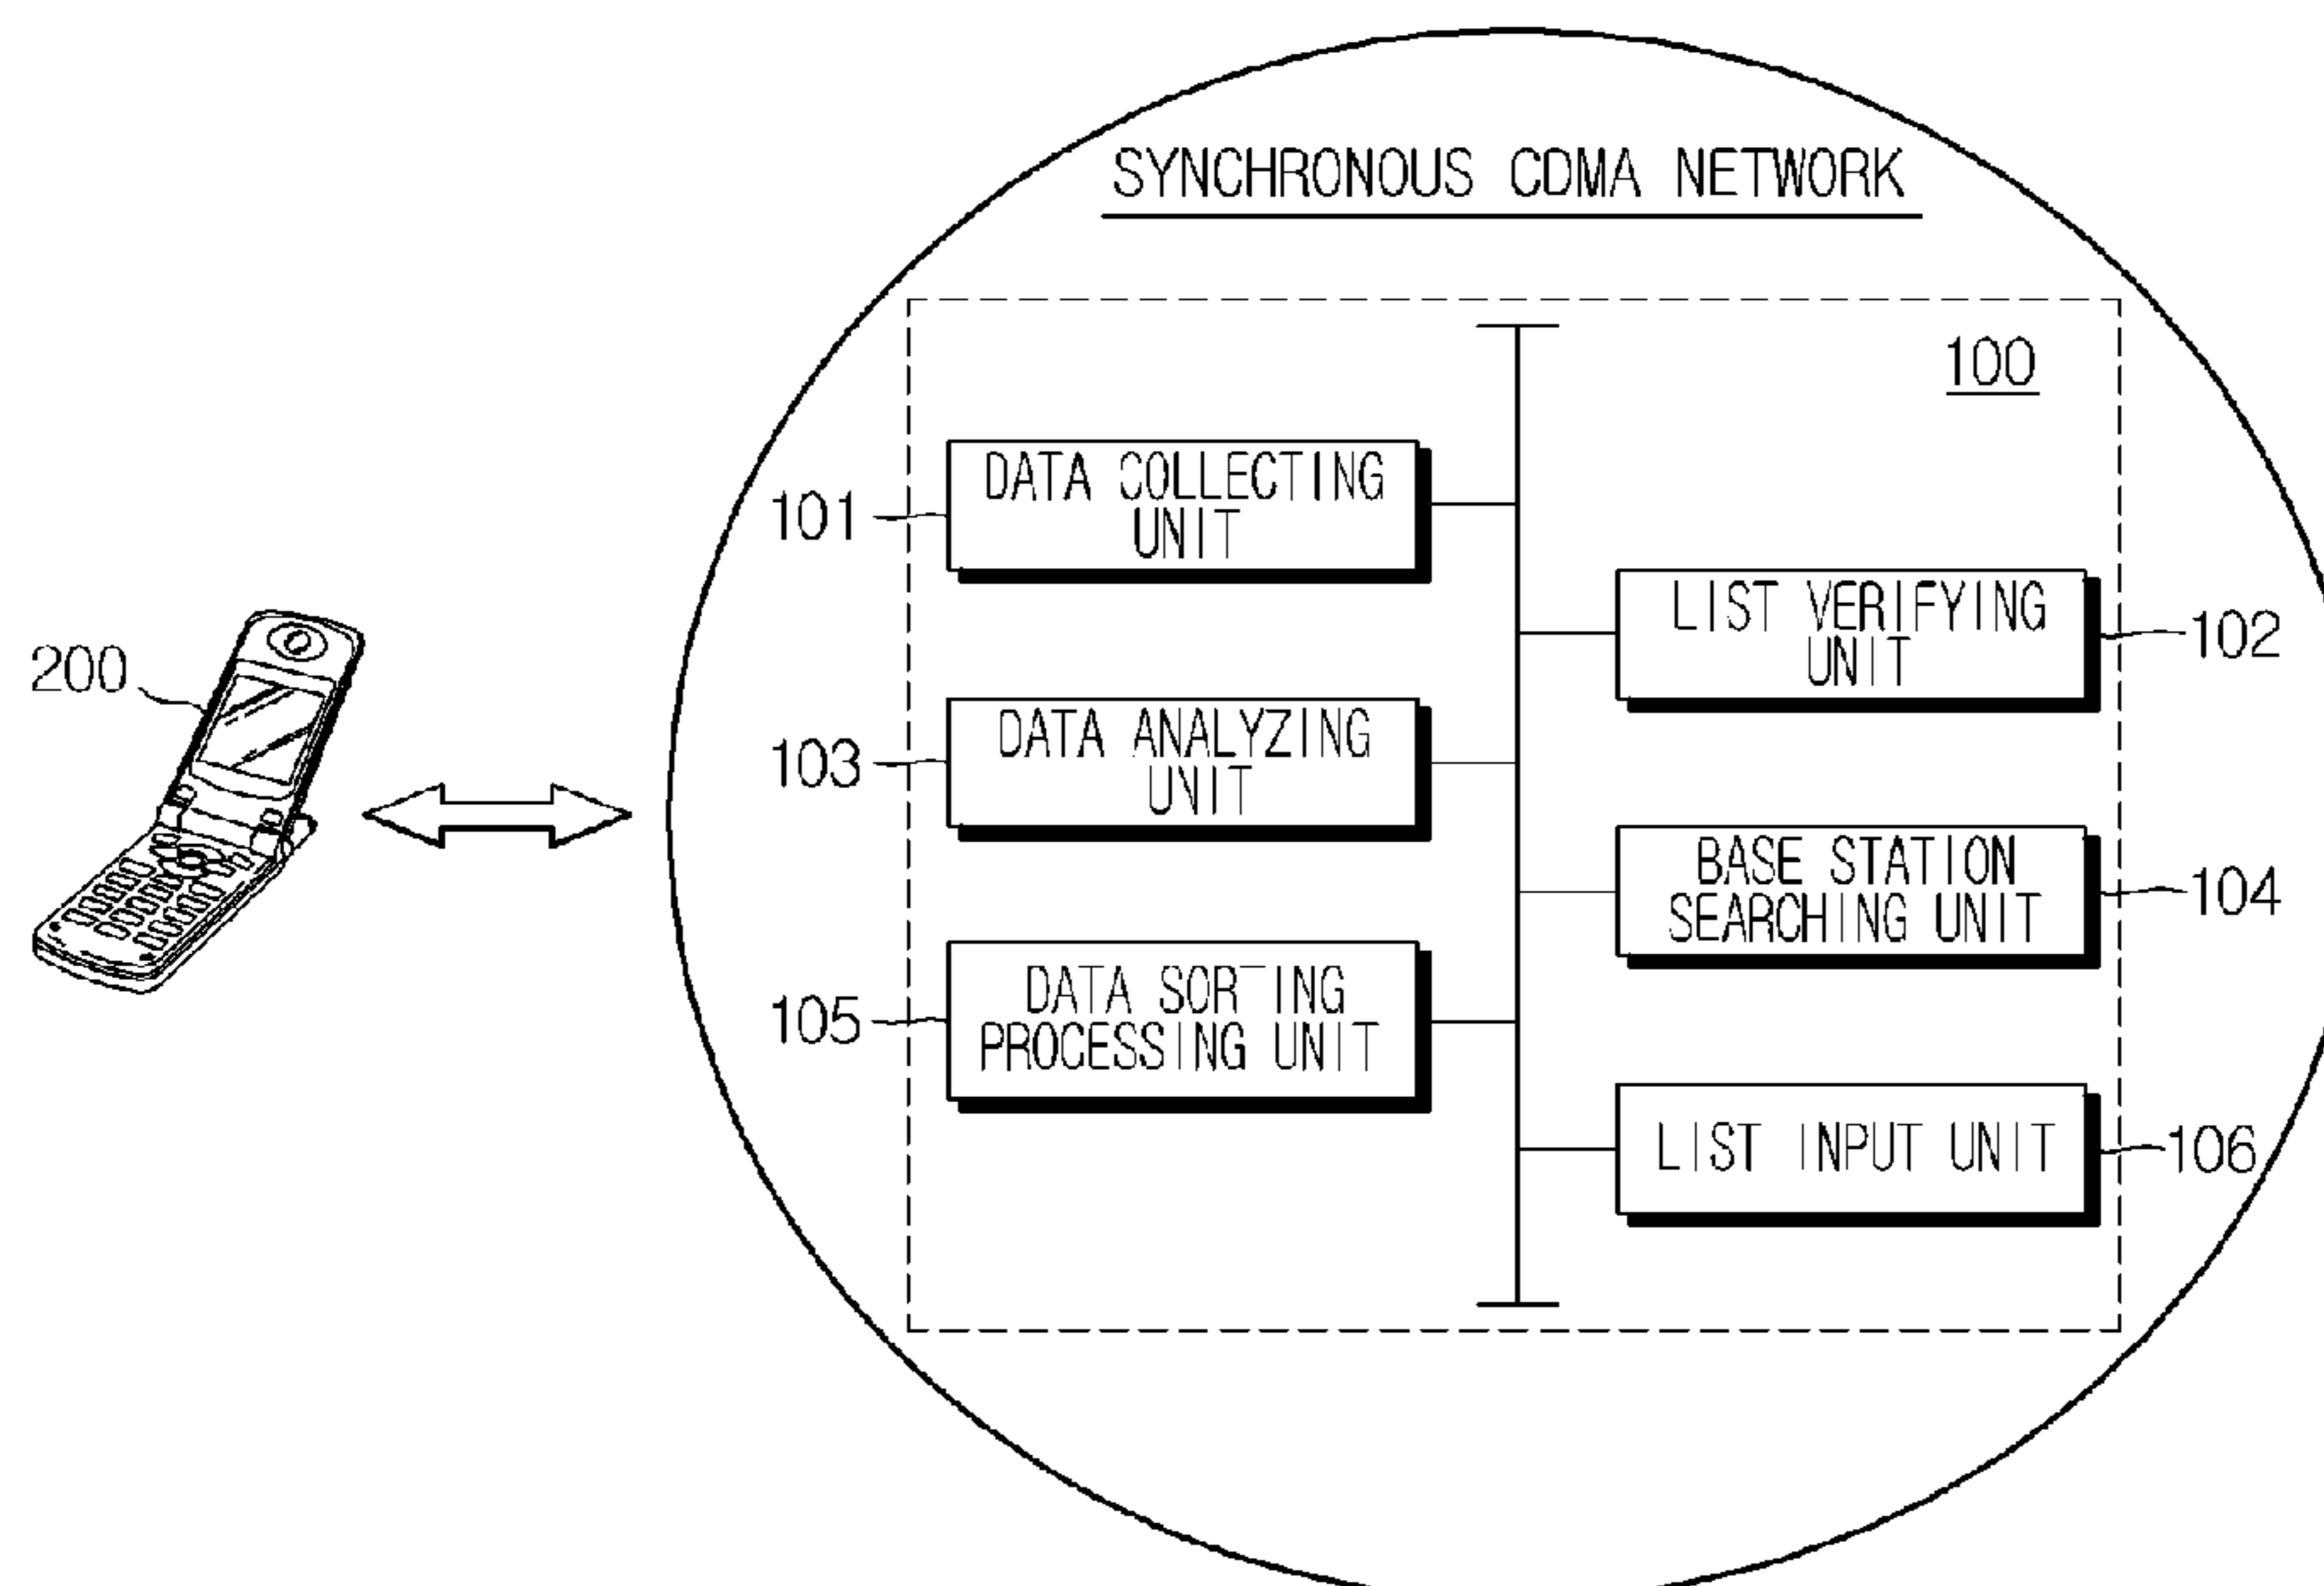 SYNCHRONOUS CDMA NETWORK
100
DATA COLLECTING
UNIT
101
LIST VERIFYING
UNIT
102
200
DATA ANALYZING
UNIT
103
BASE STATION
SEARCHING UNIT
104
DATA SORTING
PROCESSING UNIT
105
LIST INPUT UNIT
106